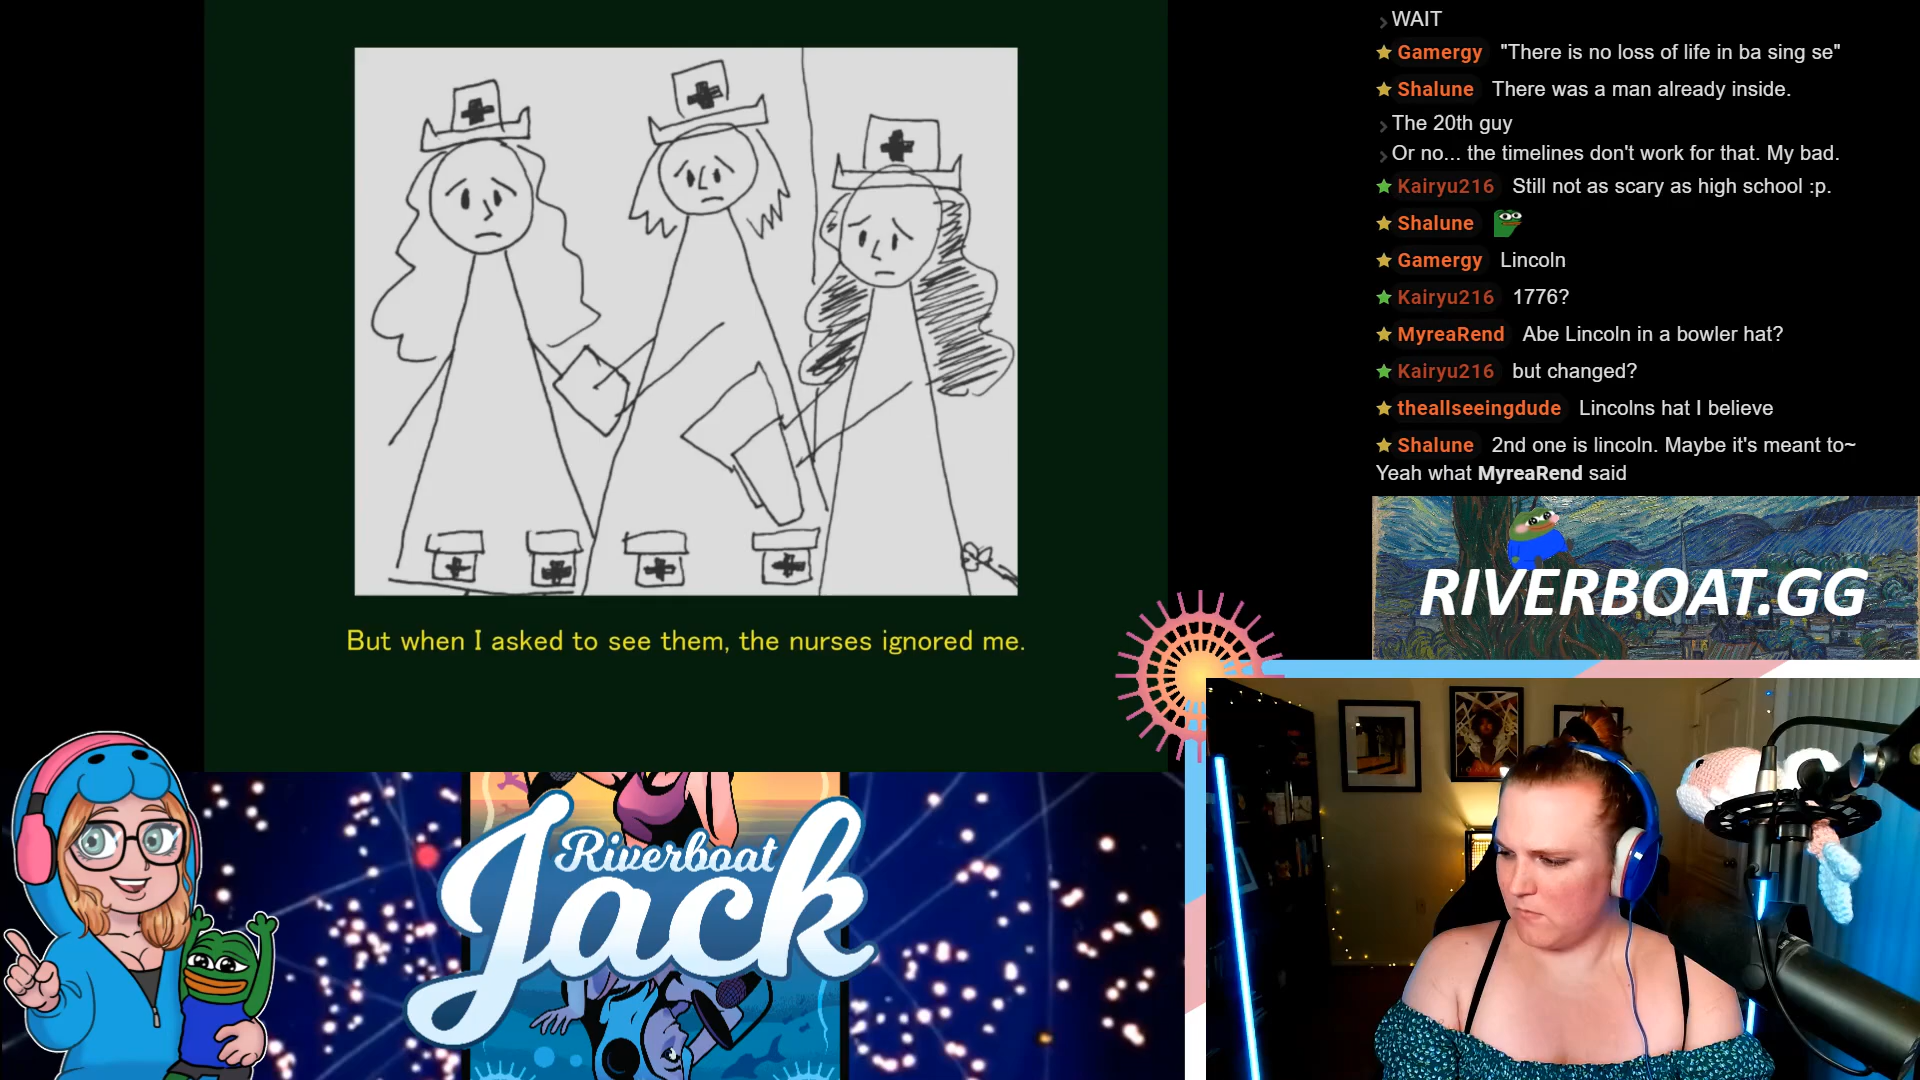 WAIT
Gamergy "There is no loss of life in ba sing se"
Shalune There was a man already inside.
The 20th guy
Or no... the timelines don't work for that. My bad.
Kairyu216 Still not as scary as high school :p.
Shalune
Gamergy Lincoln
Kairyu216 1776?
MyreaRend Abe Lincoln in a bowler hat?
Kairyu216 but changed?
theallseeingdude Lincolns hat I believe
Shalune 2nd one is lincoln. Maybe it's meant to~
Yeah what MyreaRend said
RIVERBOAT.GG
But when I asked to see them, the nurses ignored me.
Riverboat
Jack